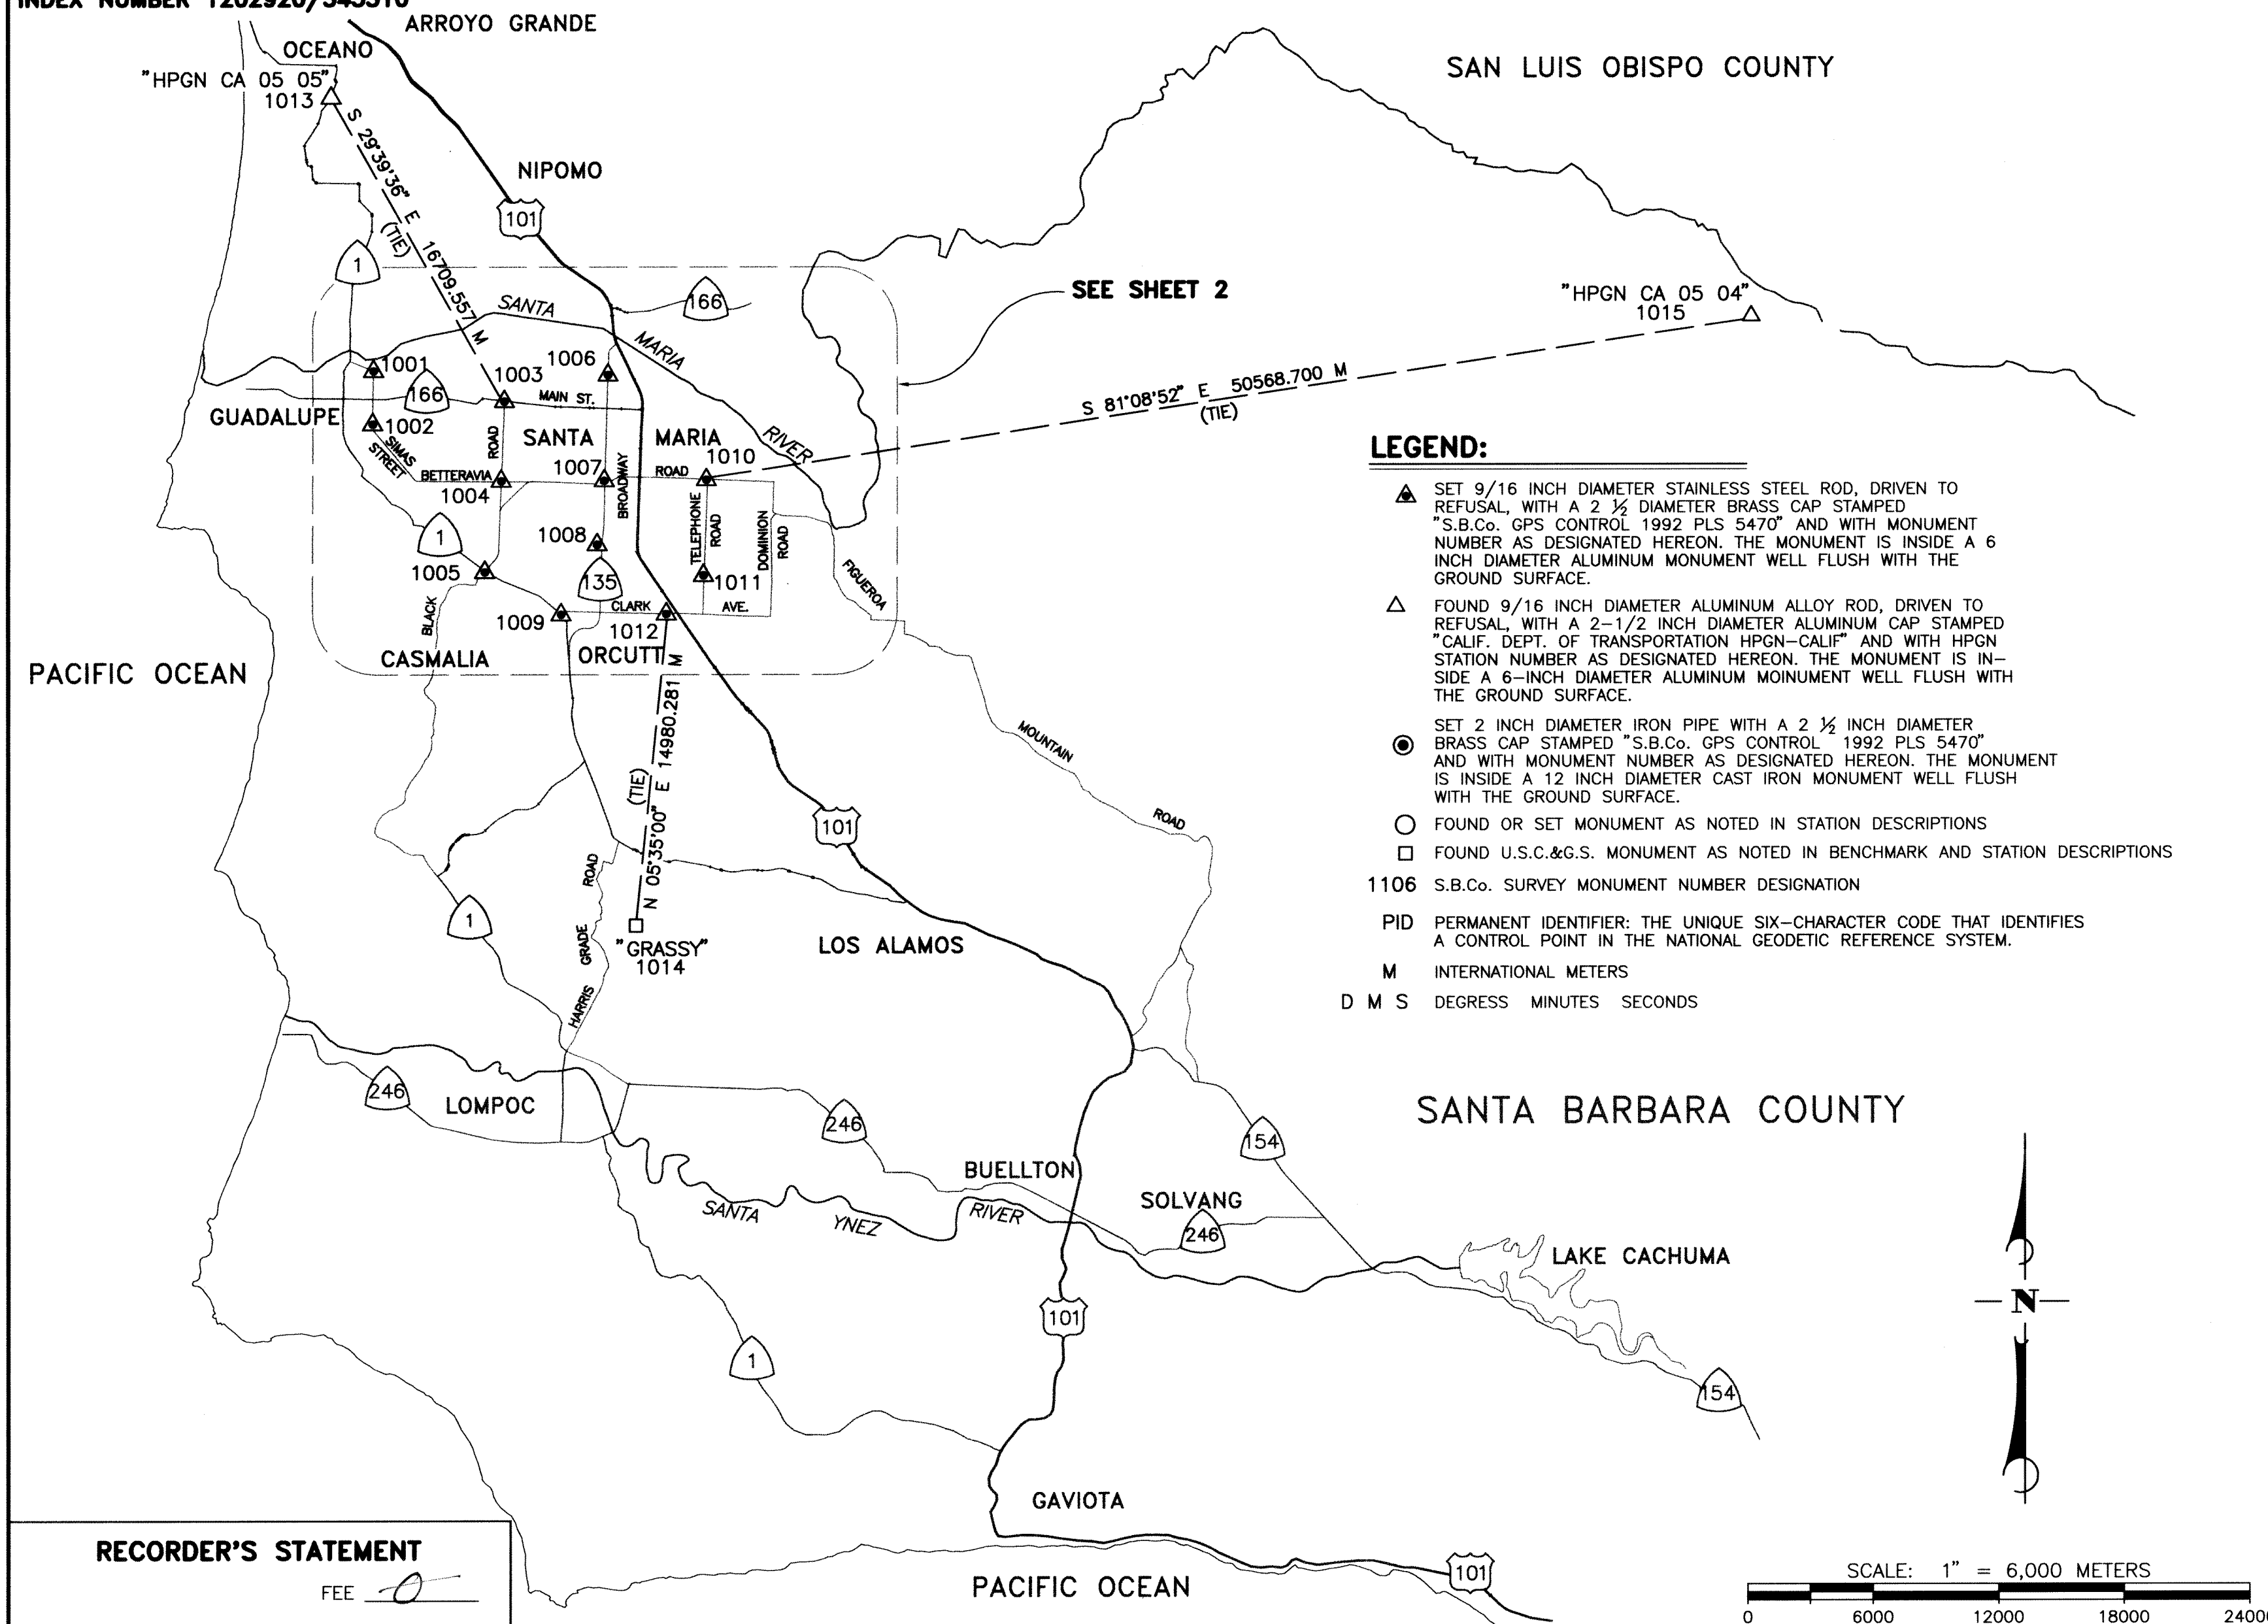 INDEX NUMBER 1202920/345310
ARROYO GRANDE
OCEANO
"HPGN CA 05 05"
1013
S 29°39'36" E 16709.557 M
(TIE)
NIPOMO
101
SAN LUIS OBISPO COUNTY
1
166
SEE SHEET 2
"HPGN CA 05 04"
1015
S 81°08'52" E 50568.700 M
(TIE)
SANTA MARIA RIVER
1001
166
1003
1006
MAIN ST.
GUADALUPE
1002
SIMAS STREET
ROAD
SANTA MARIA
1010
BETTERAVIA ROAD
1004
1007
BROADWAY
TELEPHONE ROAD
DOMINION ROAD
1
1008
1005
135
1011
FIGUEROA
BLACK
1009
CLARK AVE.
1012
CASMALIA
ORCUTT
PACIFIC OCEAN
N 05°35'00" E 14980.281 M
(TIE)
MOUNTAIN
ROAD
101
HARRIS GRADE ROAD
1
"GRASSY"
1014
LOS ALAMOS
LEGEND:
SET 9/16 INCH DIAMETER STAINLESS STEEL ROD, DRIVEN TO
REFUSAL, WITH A 2 ½ DIAMETER BRASS CAP STAMPED
"S.B.Co. GPS CONTROL 1992 PLS 5470" AND WITH MONUMENT
NUMBER AS DESIGNATED HEREON. THE MONUMENT IS INSIDE A 6
INCH DIAMETER ALUMINUM MONUMENT WELL FLUSH WITH THE
GROUND SURFACE.
FOUND 9/16 INCH DIAMETER ALUMINUM ALLOY ROD, DRIVEN TO
REFUSAL, WITH A 2-1/2 INCH DIAMETER ALUMINUM CAP STAMPED
"CALIF. DEPT. OF TRANSPORTATION HPGN-CALIF" AND WITH HPGN
STATION NUMBER AS DESIGNATED HEREON. THE MONUMENT IS IN-
SIDE A 6-INCH DIAMETER ALUMINUM MOINUMENT WELL FLUSH WITH
THE GROUND SURFACE.
SET 2 INCH DIAMETER IRON PIPE WITH A 2 ½ INCH DIAMETER
BRASS CAP STAMPED "S.B.Co. GPS CONTROL 1992 PLS 5470"
AND WITH MONUMENT NUMBER AS DESIGNATED HEREON. THE MONUMENT
IS INSIDE A 12 INCH DIAMETER CAST IRON MONUMENT WELL FLUSH
WITH THE GROUND SURFACE.
FOUND OR SET MONUMENT AS NOTED IN STATION DESCRIPTIONS
FOUND U.S.C.&G.S. MONUMENT AS NOTED IN BENCHMARK AND STATION DESCRIPTIONS
1106 S.B.Co. SURVEY MONUMENT NUMBER DESIGNATION
PID PERMANENT IDENTIFIER: THE UNIQUE SIX-CHARACTER CODE THAT IDENTIFIES
A CONTROL POINT IN THE NATIONAL GEODETIC REFERENCE SYSTEM.
M INTERNATIONAL METERS
D M S DEGRESS MINUTES SECONDS
246
LOMPOC
246
154
SANTA BARBARA COUNTY
BUELLTON
SOLVANG
246
SANTA YNEZ RIVER
LAKE CACHUMA
N
101
1
154
GAVIOTA
RECORDER'S STATEMENT
FEE
PACIFIC OCEAN
101
SCALE: 1" = 6,000 METERS
0 6000 12000 18000 2400